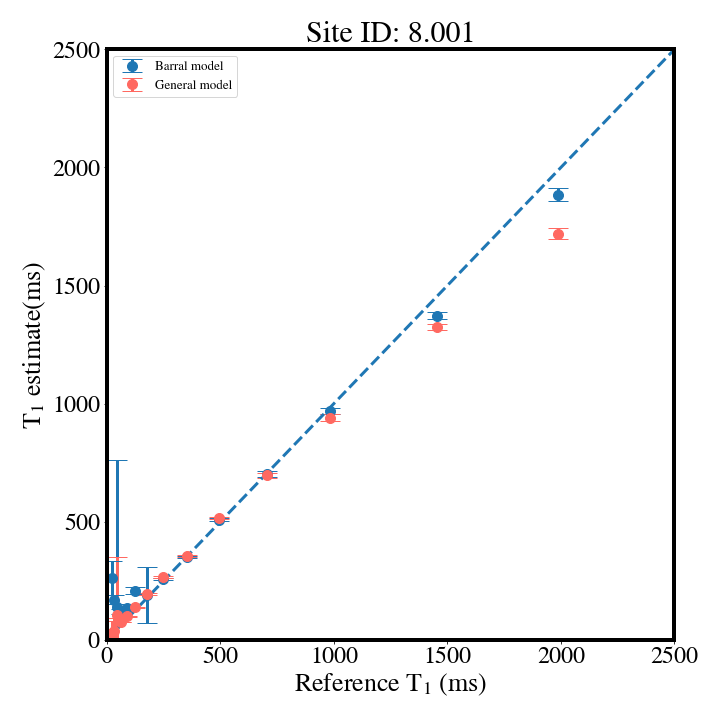 Site ID: 8.001
2500
Barral model
General model
2000
1500
1000
500
0
T₁ estimate(ms)
0 500 1000 1500 2000 2500
Reference T₁ (ms)